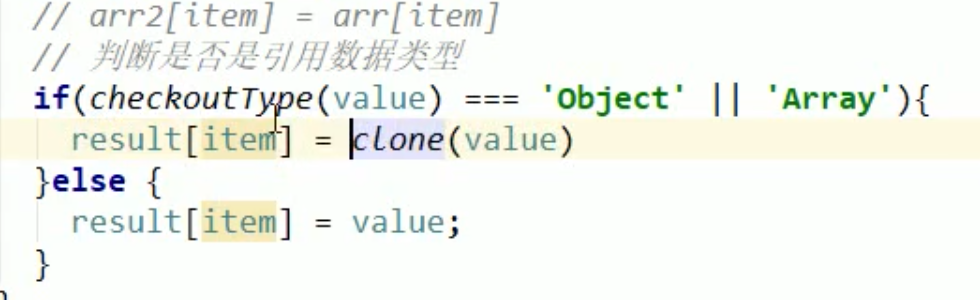 // arr2[item] = arr[item]
// 判断是否是引用数据类型
if(checkoutType(value) === 'Object' || 'Array'){
result[item] = clone(value)
}else {
result[item] = value;
}